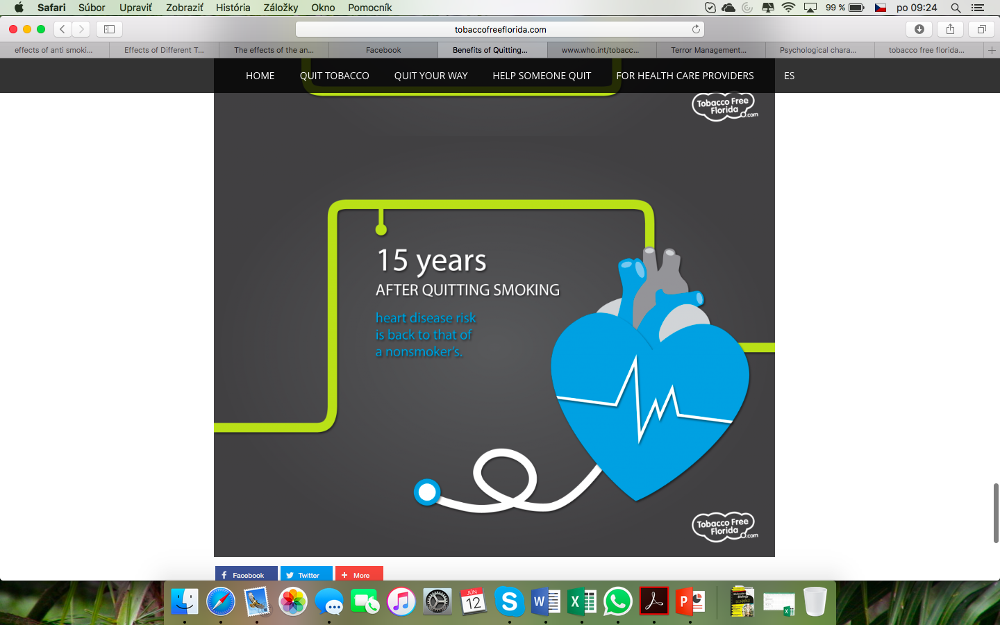 Safari Súbor Upraviť Zobraziť História Záložky Okno Pomocník 99 % po 09:24
tobaccofreeflorida.com
effects of anti smoki... Effects of Different T... The effects of the an... Facebook Benefits of Quitting... www.who.int/tobacc... Terror Management... Psychological chara... tobacco free florida...
HOME QUIT TOBACCO QUIT YOUR WAY HELP SOMEONE QUIT FOR HEALTH CARE PROVIDERS ES
Tobacco Free
Florida
.com
15 years
AFTER QUITTING SMOKING
heart disease risk
is back to that of
a nonsmoker's.
Tobacco Free
Florida
.com
Facebook Twitter More
JÚN
12